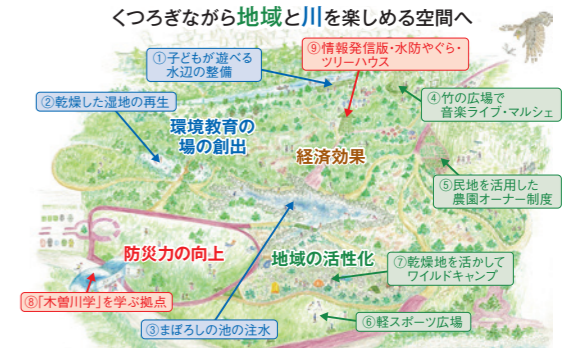 くつろぎながら地域と川を楽しめる空間へ
①子どもが遊べる
水辺の整備
⑨情報発信版・水防やぐら・
ツリーハウス
②乾燥した湿地の再生
④竹の広場で
音楽ライブ・マルシェ
環境教育の
場の創出
経済効果
⑤民地を活用した
農園オーナー制度
防災力の向上
地域の活性化
⑦乾燥地を活かして
ワイルドキャンプ
⑧「木曽川学」を学ぶ拠点
③まぼろしの池の注水
⑥軽スポーツ広場